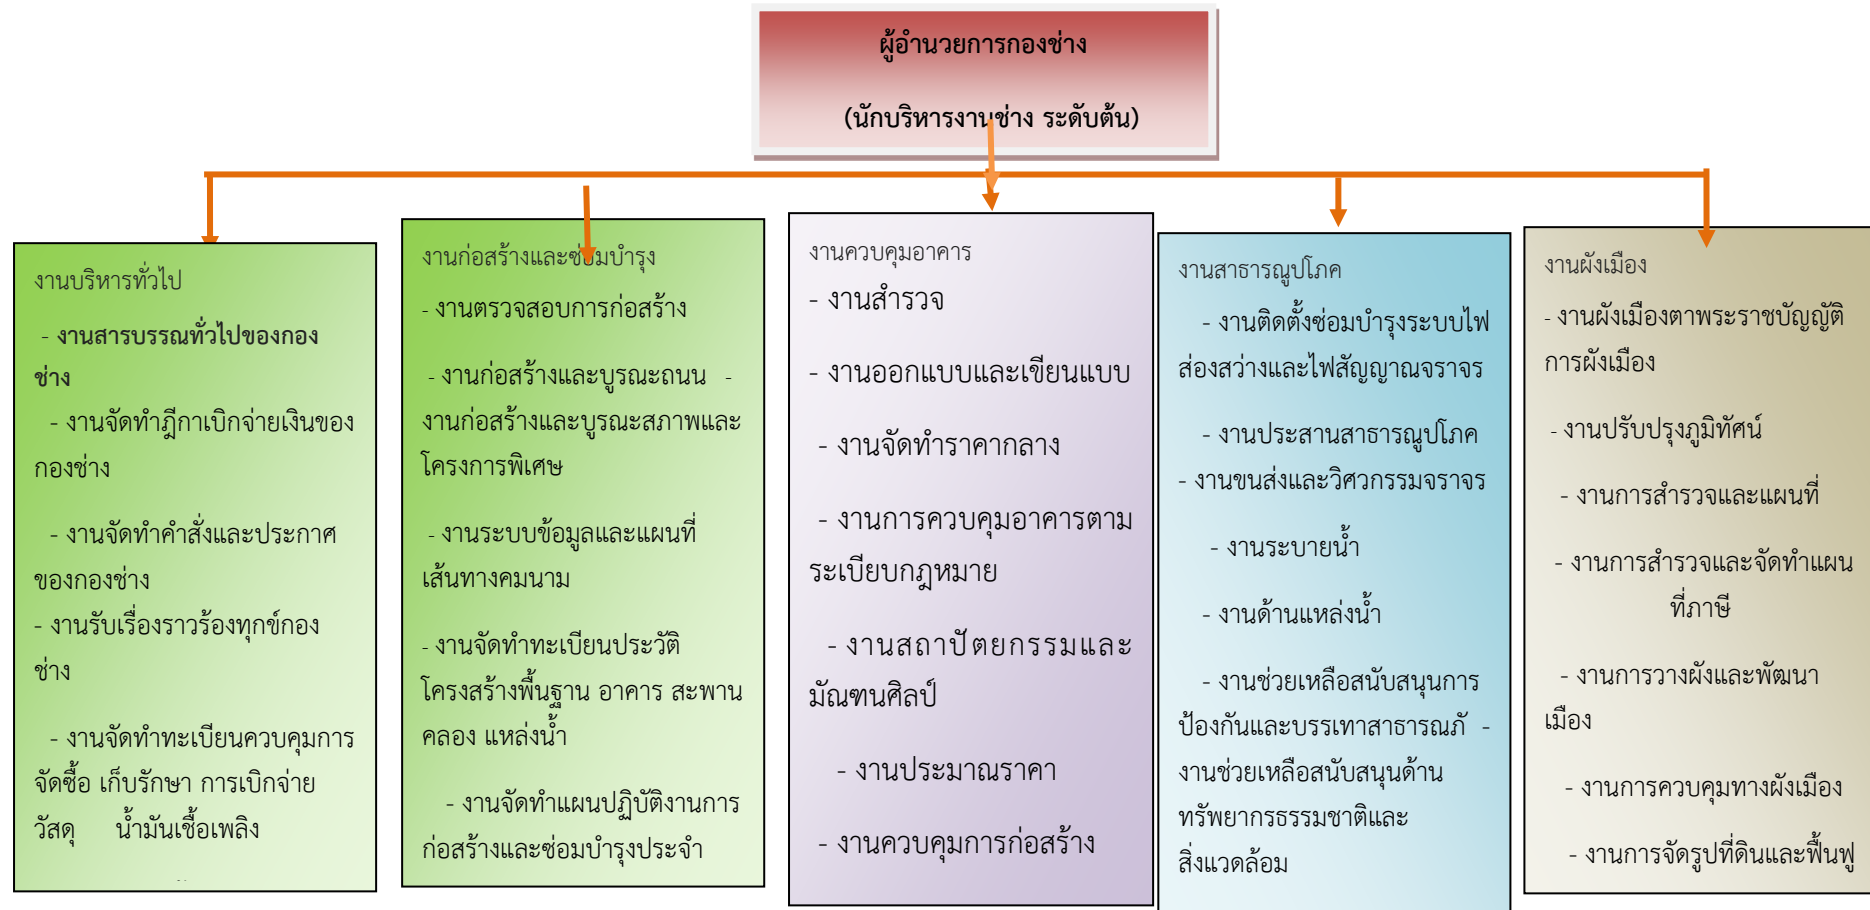 ผู้อำนวยการกองช่าง
(นักบริหารงานช่าง ระดับต้น)
งานบริหารทั่วไป
- งานสารบรรณทั่วไปของกอง
ช่าง
- งานจัดทำฎีกาเบิกจ่ายเงินของ
กองช่าง
- งานจัดทำคำสั่งและประกาศ
ของกองช่าง
- งานรับเรื่องราวร้องทุกข์กอง
ช่าง
- งานจัดทำทะเบียนควบคุมการ
จัดซื้อ เก็บรักษา การเบิกจ่าย
วัสดุ น้ำมันเชื้อเพลิง
งานก่อสร้างและซ่อมบำรุง
- งานตรวจสอบการก่อสร้าง
- งานก่อสร้างและบูรณะถนน -
งานก่อสร้างและบูรณะสภาพและ
โครงการพิเศษ
- งานระบบข้อมูลและแผนที่
เส้นทางคมนาม
- งานจัดทำทะเบียนประวัติ
โครงสร้างพื้นฐาน อาคาร สะพาน
คลอง แหล่งน้ำ
- งานจัดทำแผนปฏิบัติงานการ
ก่อสร้างและซ่อมบำรุงประจำ
งานควบคุมอาคาร
- งานสำรวจ
- งานออกแบบและเขียนแบบ
- งานจัดทำราคากลาง
- งานการควบคุมอาคารตาม
ระเบียบกฎหมาย
- งานสถาปัตยกรรมและ
มัณฑนศิลป์
- งานประมาณราคา
- งานควบคุมการก่อสร้าง
งานสาธารณูปโภค
- งานติดตั้งซ่อมบำรุงระบบไฟ
ส่องสว่างและไฟสัญญาณจราจร
- งานประสานสาธารณูปโภค
- งานขนส่งและวิศวกรรมจราจร
- งานระบายน้ำ
- งานด้านแหล่งน้ำ
- งานช่วยเหลือสนับสนุนการ
ป้องกันและบรรเทาสาธารณภั -
งานช่วยเหลือสนับสนุนด้าน
ทรัพยากรธรรมชาติและ
สิ่งแวดล้อม
งานผังเมือง
- งานผังเมืองตาพระราชบัญญัติ
การผังเมือง
- งานปรับปรุงภูมิทัศน์
- งานการสำรวจและแผนที่
- งานการสำรวจและจัดทำแผน
ที่ภาษี
- งานการวางผังและพัฒนา
เมือง
- งานการควบคุมทางผังเมือง
- งานการจัดรูปที่ดินและฟื้นฟู